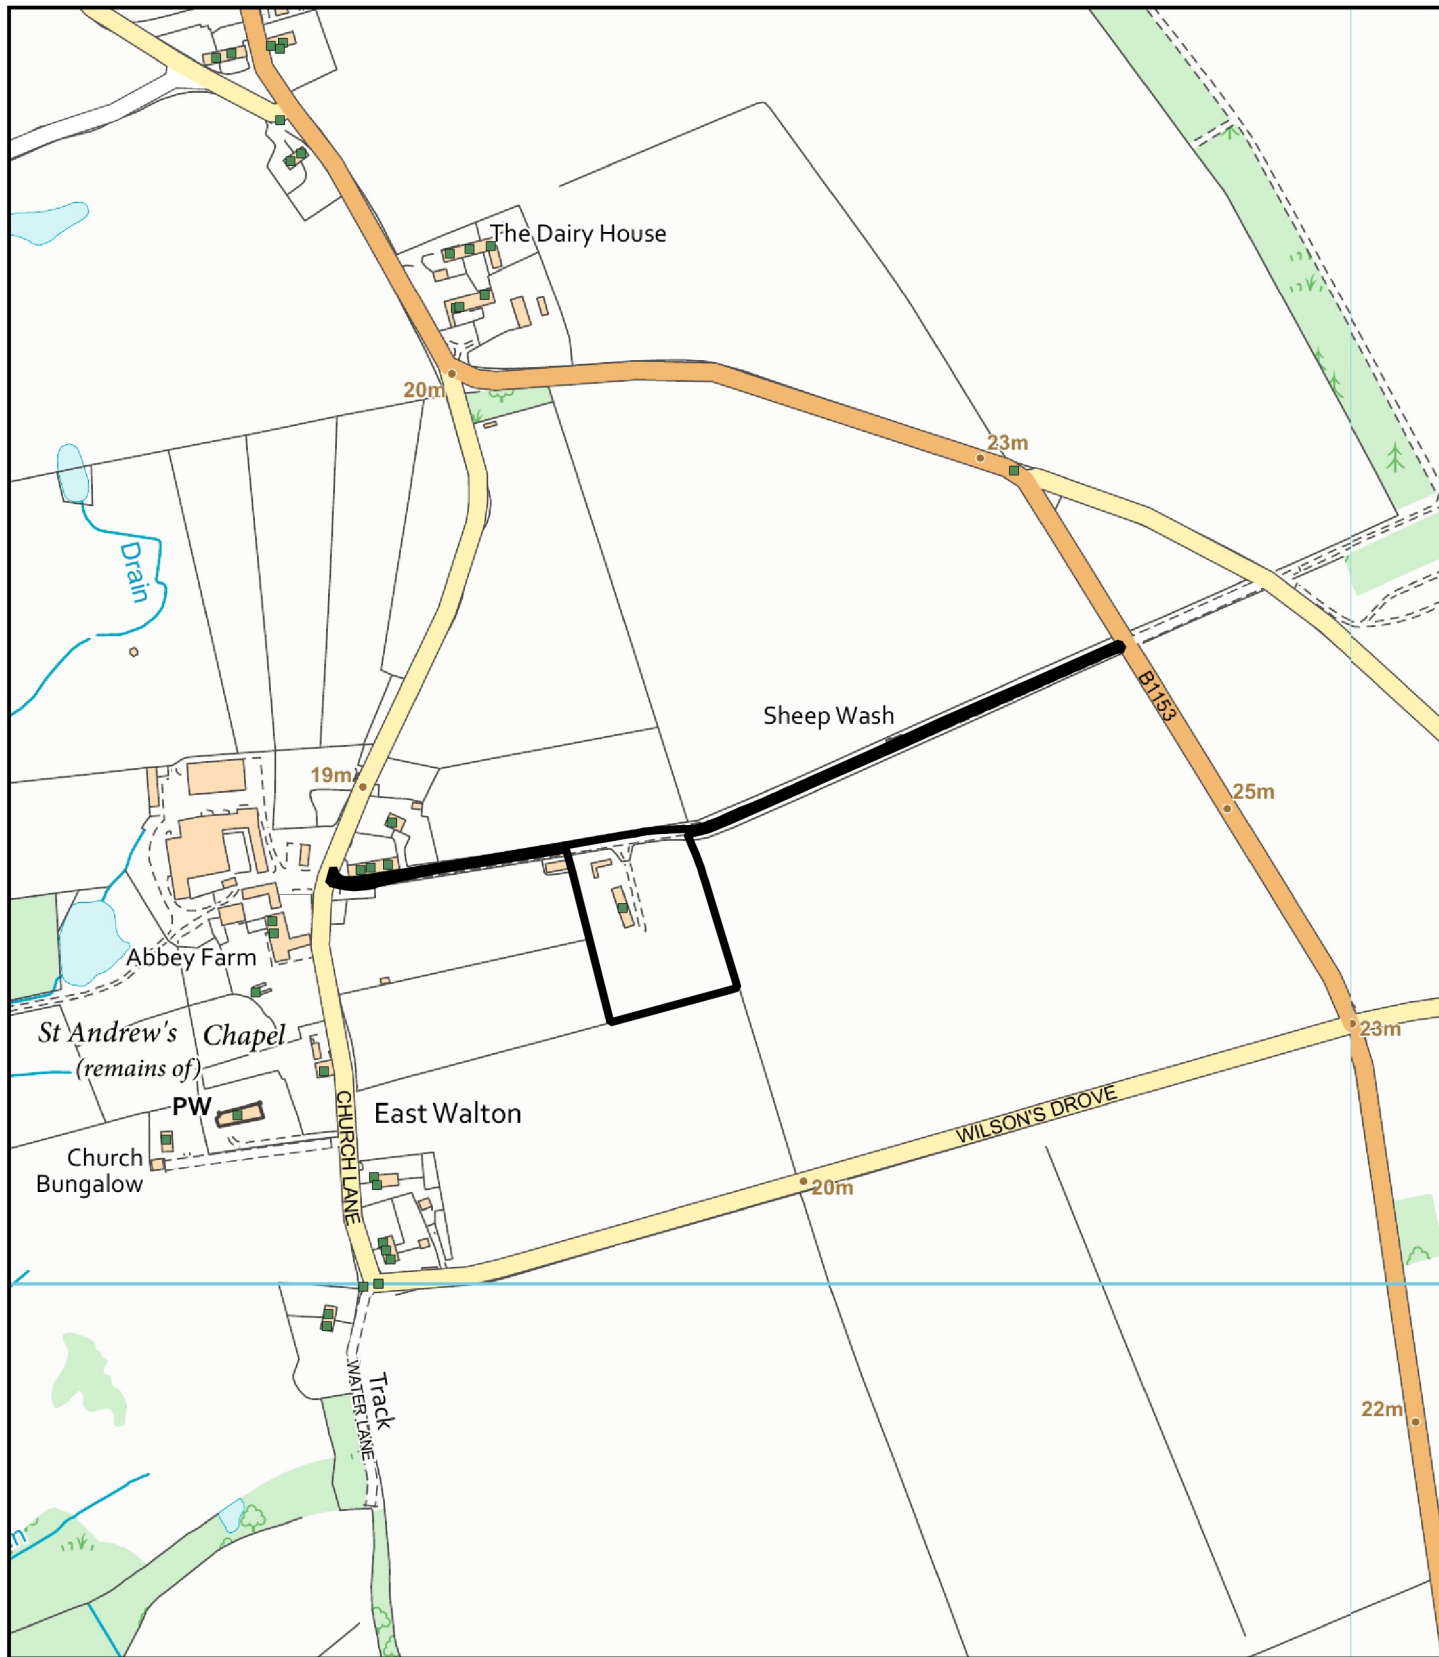 The Dairy House
20m
23m
Drain
B1153
Sheep Wash
19m
25m
Abbey Farm
St Andrew's Chapel
(remains of)
23m
PW
CHURCH LANE
East Walton
WILSON'S DROVE
Church
Bungalow
20m
Track
WATER LANE
22m
n